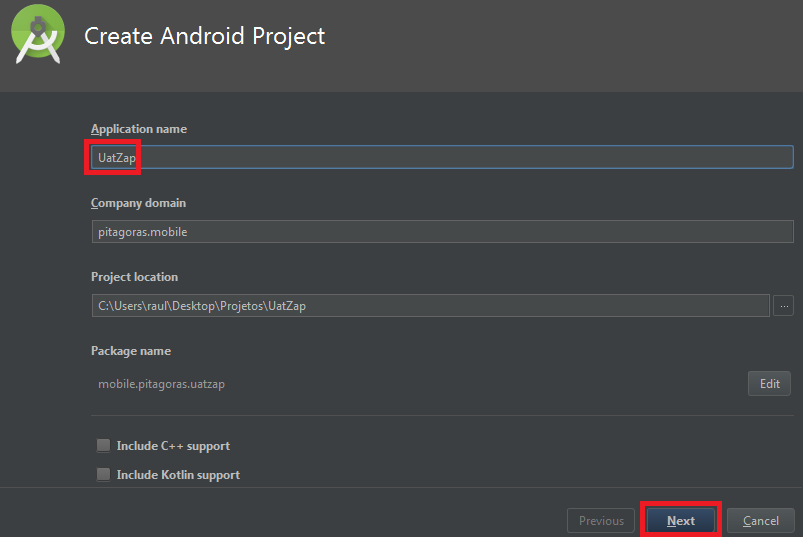 Create Android Project
Application name
UatZap
Company domain
pitagoras.mobile
Project location
C:\Users\raul\Desktop\Projetos\UatZap
...
Package name
mobile.pitagoras.uatzap
Edit
Include C++ support
Include Kotlin support
Previous Next Cancel